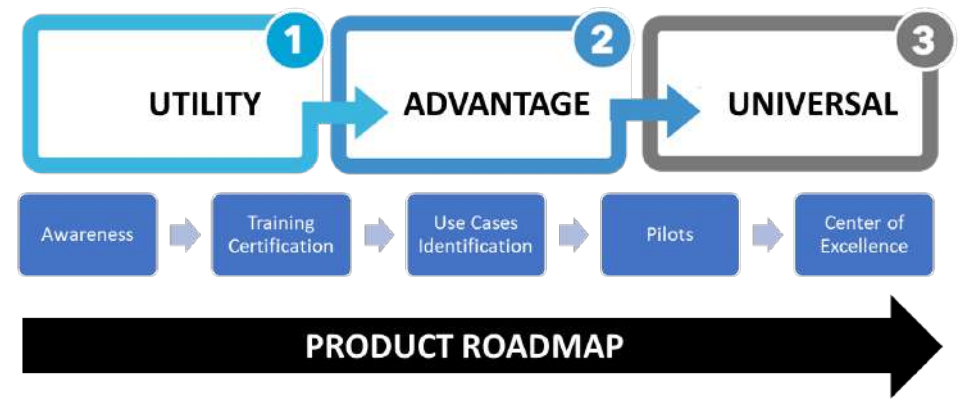 1
UTILITY
2
ADVANTAGE
3
UNIVERSAL
Awareness
Training
Certification
Use Cases
Identification
Pilots
Center of
Excellence
PRODUCT ROADMAP